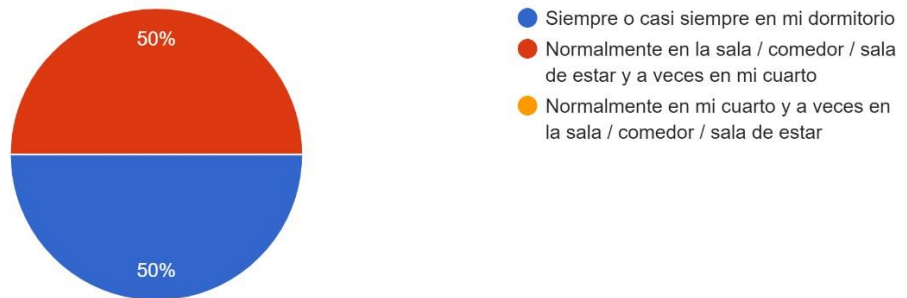 50%
50%
Siempre o casi siempre en mi dormitorio
Normalmente en la sala / comedor / sala
de estar y a veces en mi cuarto
Normalmente en mi cuarto y a veces en
la sala / comedor / sala de estar